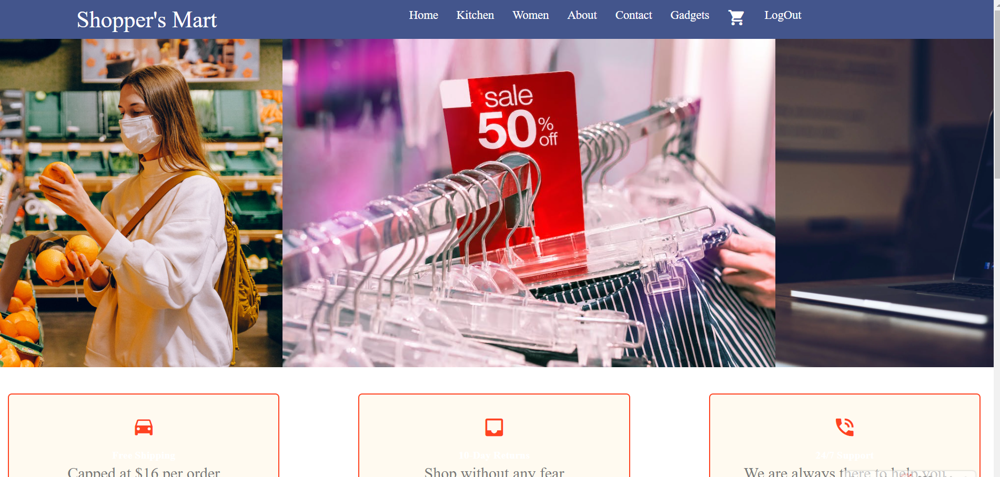 Shopper's Mart
Home Kitchen Women About Contact Gadgets LogOut
sale
50 %
off
Free Shipping
Capped at $16 per order
10-Day Returns
Shop without any fear
24/7 Support
We are always there to help you.